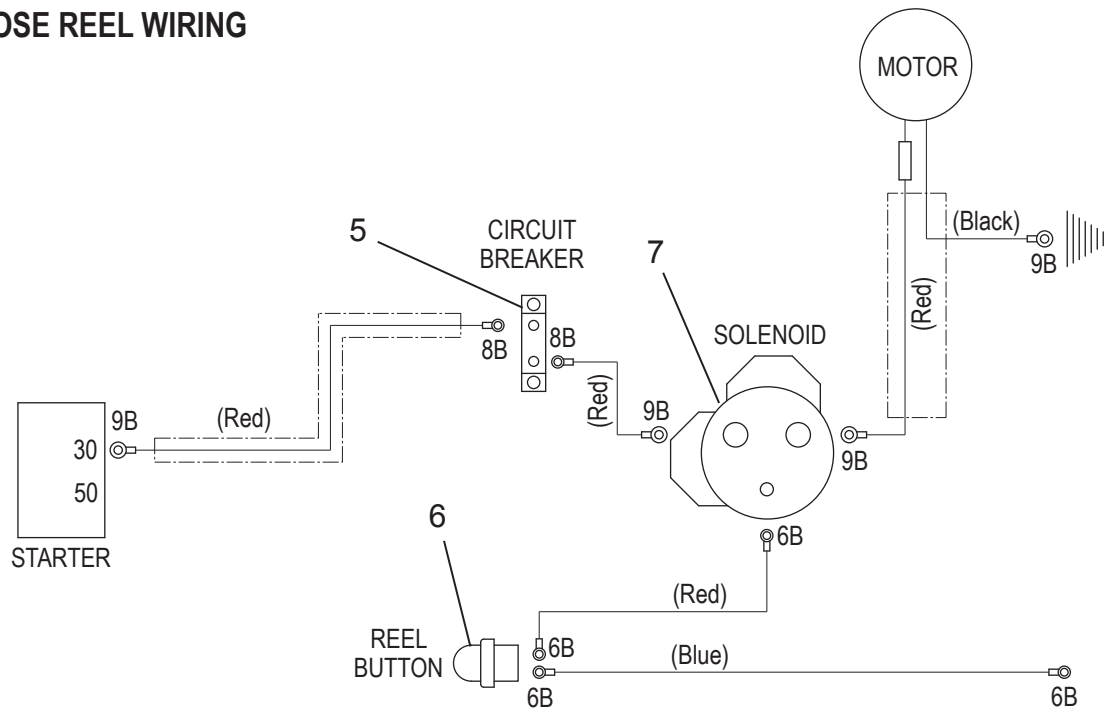 OSE REEL WIRING
MOTOR
5
CIRCUIT
BREAKER
7
(Black)
9B
(Red)
SOLENOID
8B
8B
(Red)
9B
(Red)
9B
30
50
STARTER
9B
6
6B
(Red)
REEL
BUTTON
6B
(Blue)
6B
6B